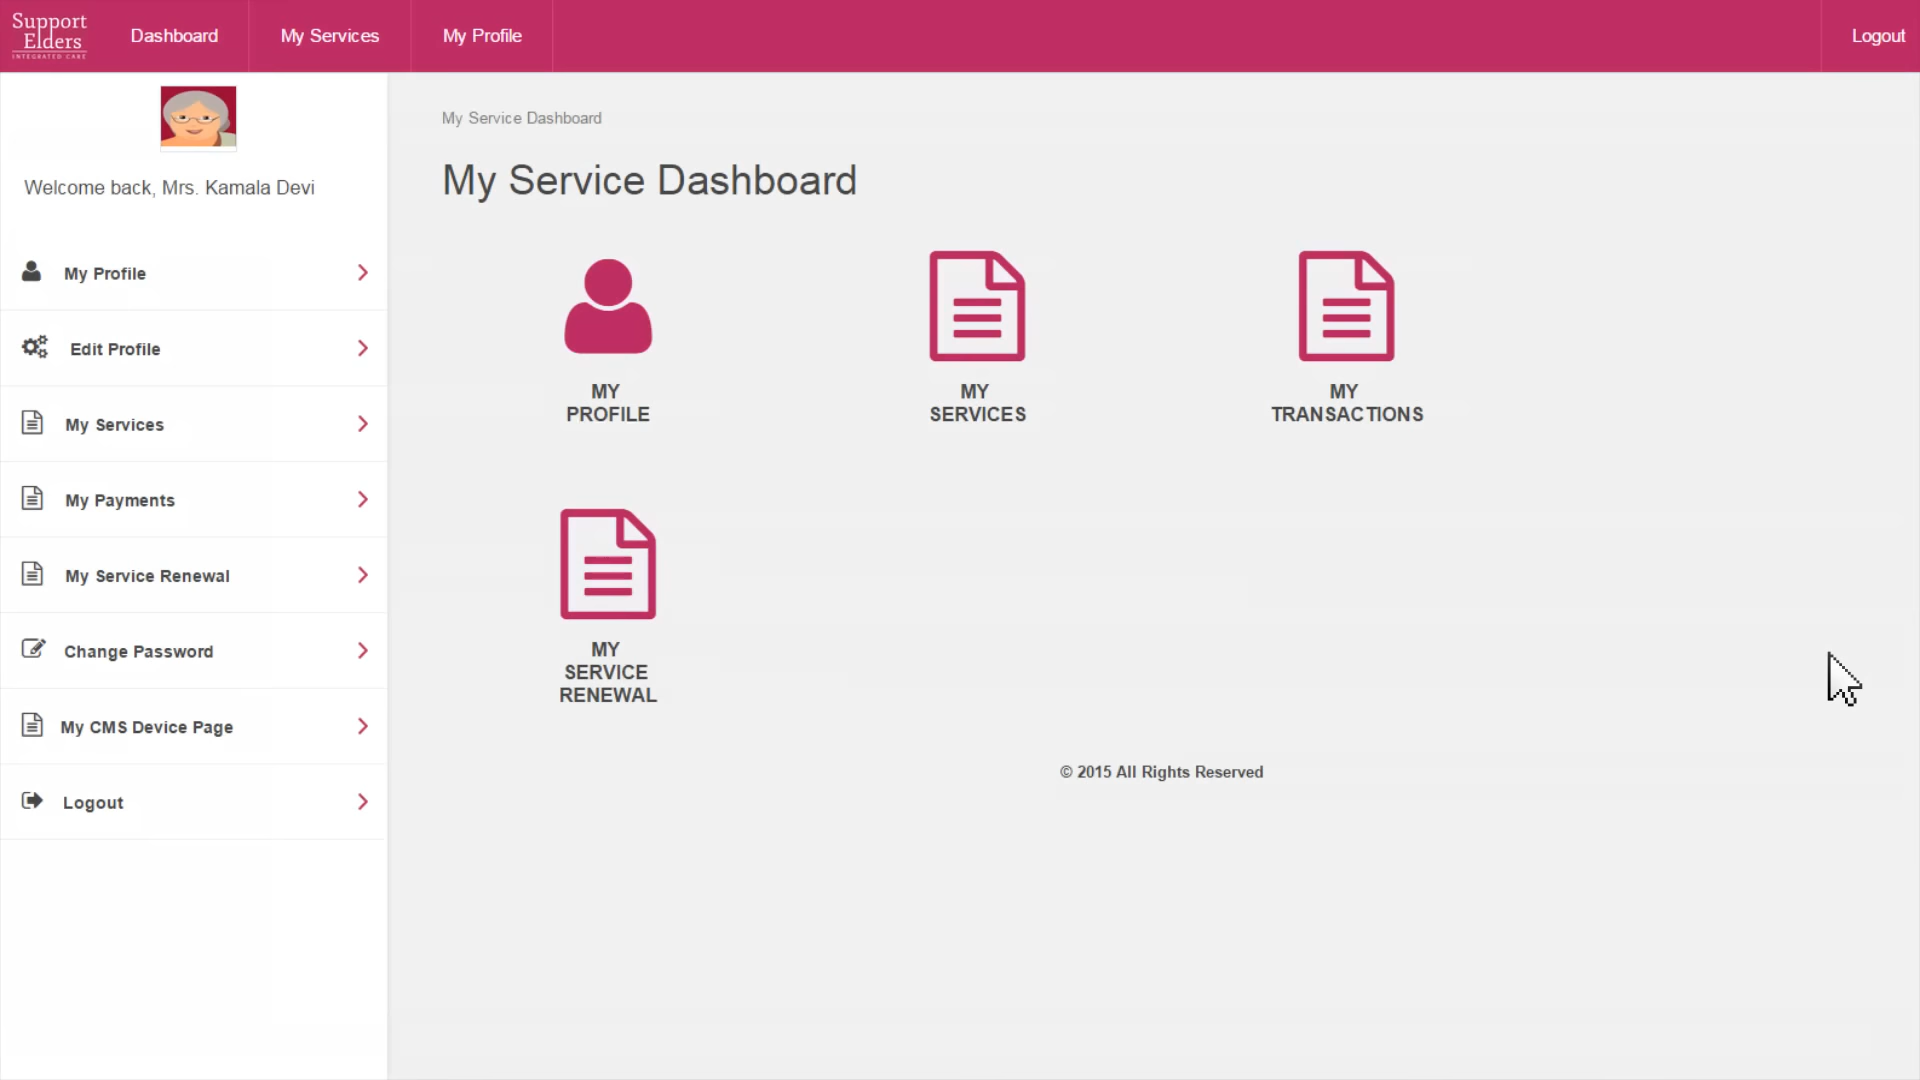 Support
Elders
INTEGRATED CARE
Dashboard
My Services
My Profile
Logout
Welcome back, Mrs. Kamala Devi
My Profile
Edit Profile
My Services
My Payments
My Service Renewal
Change Password
My CMS Device Page
Logout
My Service Dashboard
My Service Dashboard
MY
PROFILE
MY
SERVICES
MY
TRANSACTIONS
MY
SERVICE
RENEWAL
© 2015 All Rights Reserved